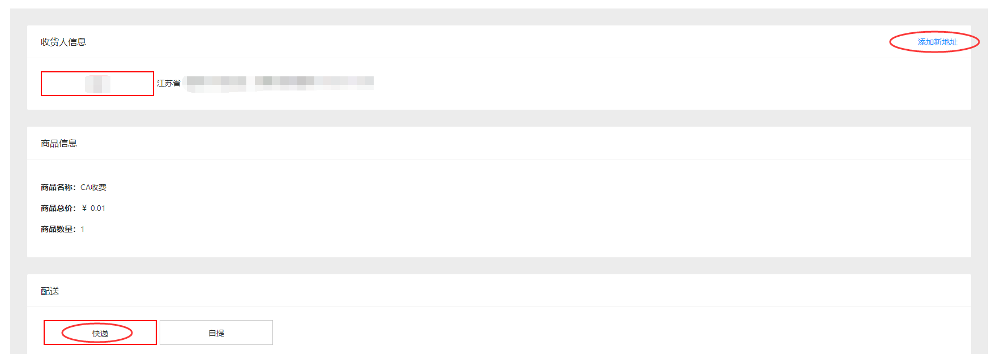 收货人信息 添加新地址
江苏省
商品信息
商品名称：CA收费
商品总价：￥ 0.01
商品数量：1
配送
快递 自提